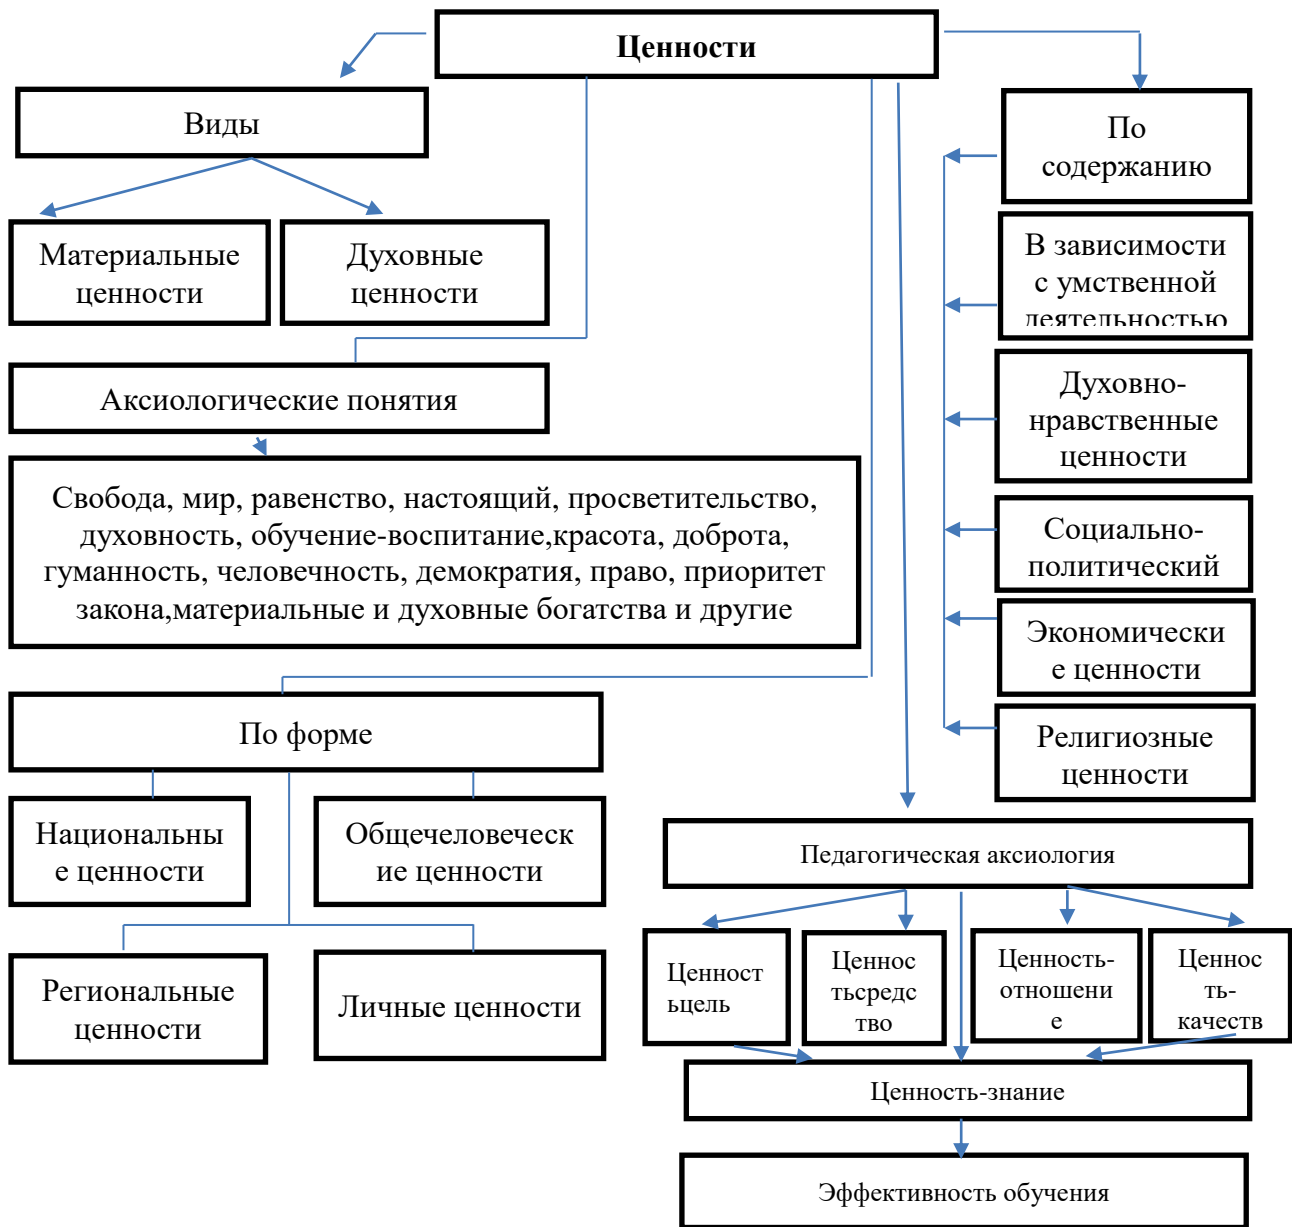 Ценности
Виды
По
содержанию
Материальные
ценности
Духовные
ценности
В зависимости
с умственной
деятельностью
Аксиологические понятия
Духовно-
нравственные
ценности
Свобода, мир, равенство, настоящий, просветительство,
духовность, обучение-воспитание,красота, доброта,
гуманность, человечность, демократия, право, приоритет
закона,материальные и духовные богатства и другие
Социально-
политический
Экономически
е ценности
По форме
Религиозные
ценности
Национальны
е ценности
Общечеловеческ
ие ценности
Региональные
ценности
Личные ценности
Педагогическая аксиология
Ценност
ьцель
Ценнос
тьсредс
тво
Ценность-
отношени
е
Ценнос
ть-
качеств
Ценность-знание
Эффективность обучения